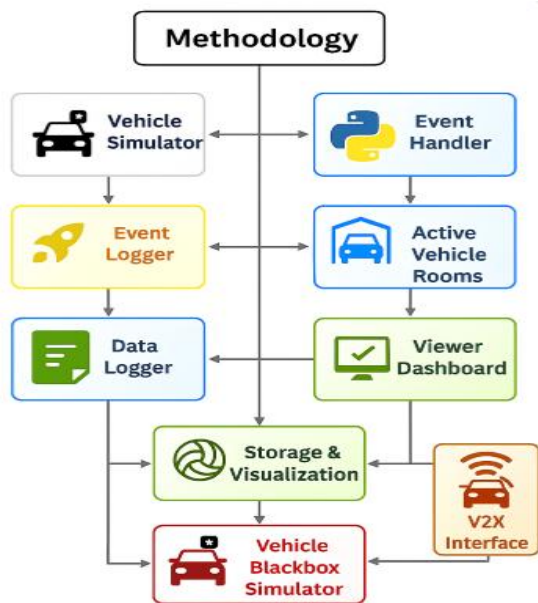 Methodology
Vehicle
Simulator
Event
Handler
Event
Logger
Active
Vehicle
Rooms
Data
Logger
Viewer
Dashboard
Storage &
Visualization
V2X
Interface
Vehicle
Blackbox
Simulator